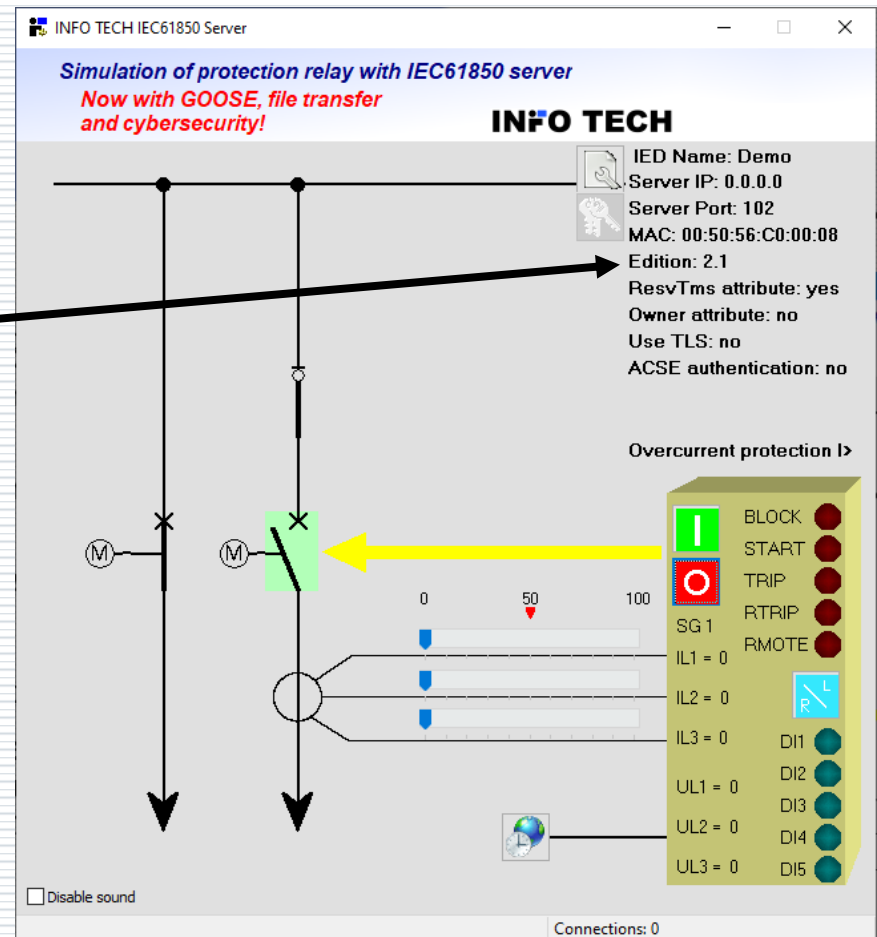 INFO TECH IEC61850 Server
Simulation of protection relay with IEC61850 server
Now with GOOSE, file transfer
and cybersecurity!
INFO TECH
IED Name: Demo
Server IP: 0.0.0.0
Server Port: 102
MAC: 00:50:56:C0:00:08
Edition: 2.1
ResvTms attribute: yes
Owner attribute: no
Use TLS: no
ACSE authentication: no
Overcurrent protection I>
BLOCK
START
TRIP
RTRIP
RMOTE
M
M
0 50 100
SG1
IL1 = 0
IL2 = 0
IL3 = 0
L
R
UL1 = 0
UL2 = 0
UL3 = 0
DI1
DI2
DI3
DI4
DI5
Disable sound
Connections: 0